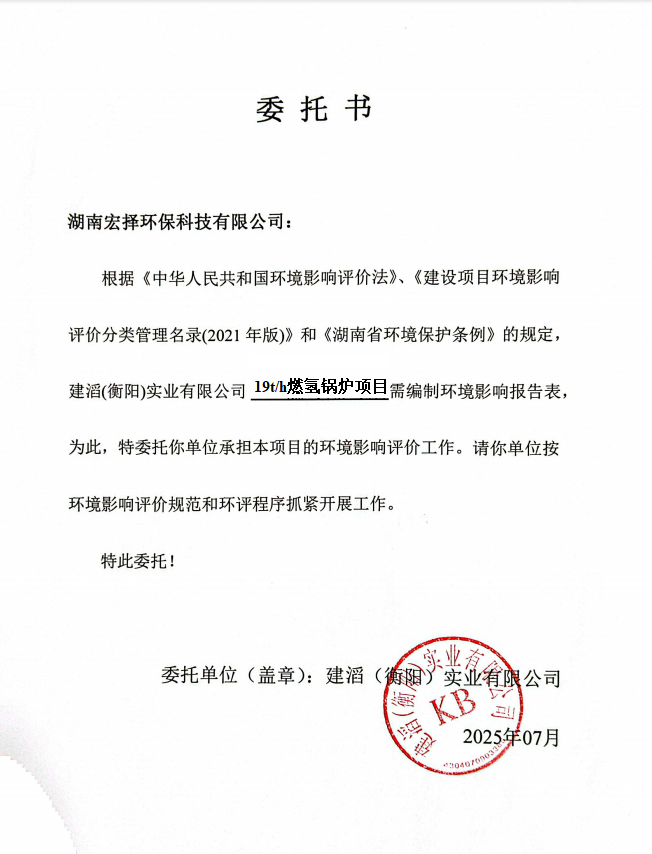 委托书
湖南宏择环保科技有限公司：
根据《中华人民共和国环境影响评价法》、《建设项目环境影响
评价分类管理名录(2021年版)》和《湖南省环境保护条例》的规定，
建滔(衡阳)实业有限公司 19t/h燃氢锅炉项目需编制环境影响报告表，
为此，特委托你单位承担本项目的环境影响评价工作。请你单位按
环境影响评价规范和环评程序抓紧开展工作。
特此委托！
委托单位（盖章）：建滔（衡阳）实业有限公司
2025年07月
建滔(衡阳)实业有限公司
KB